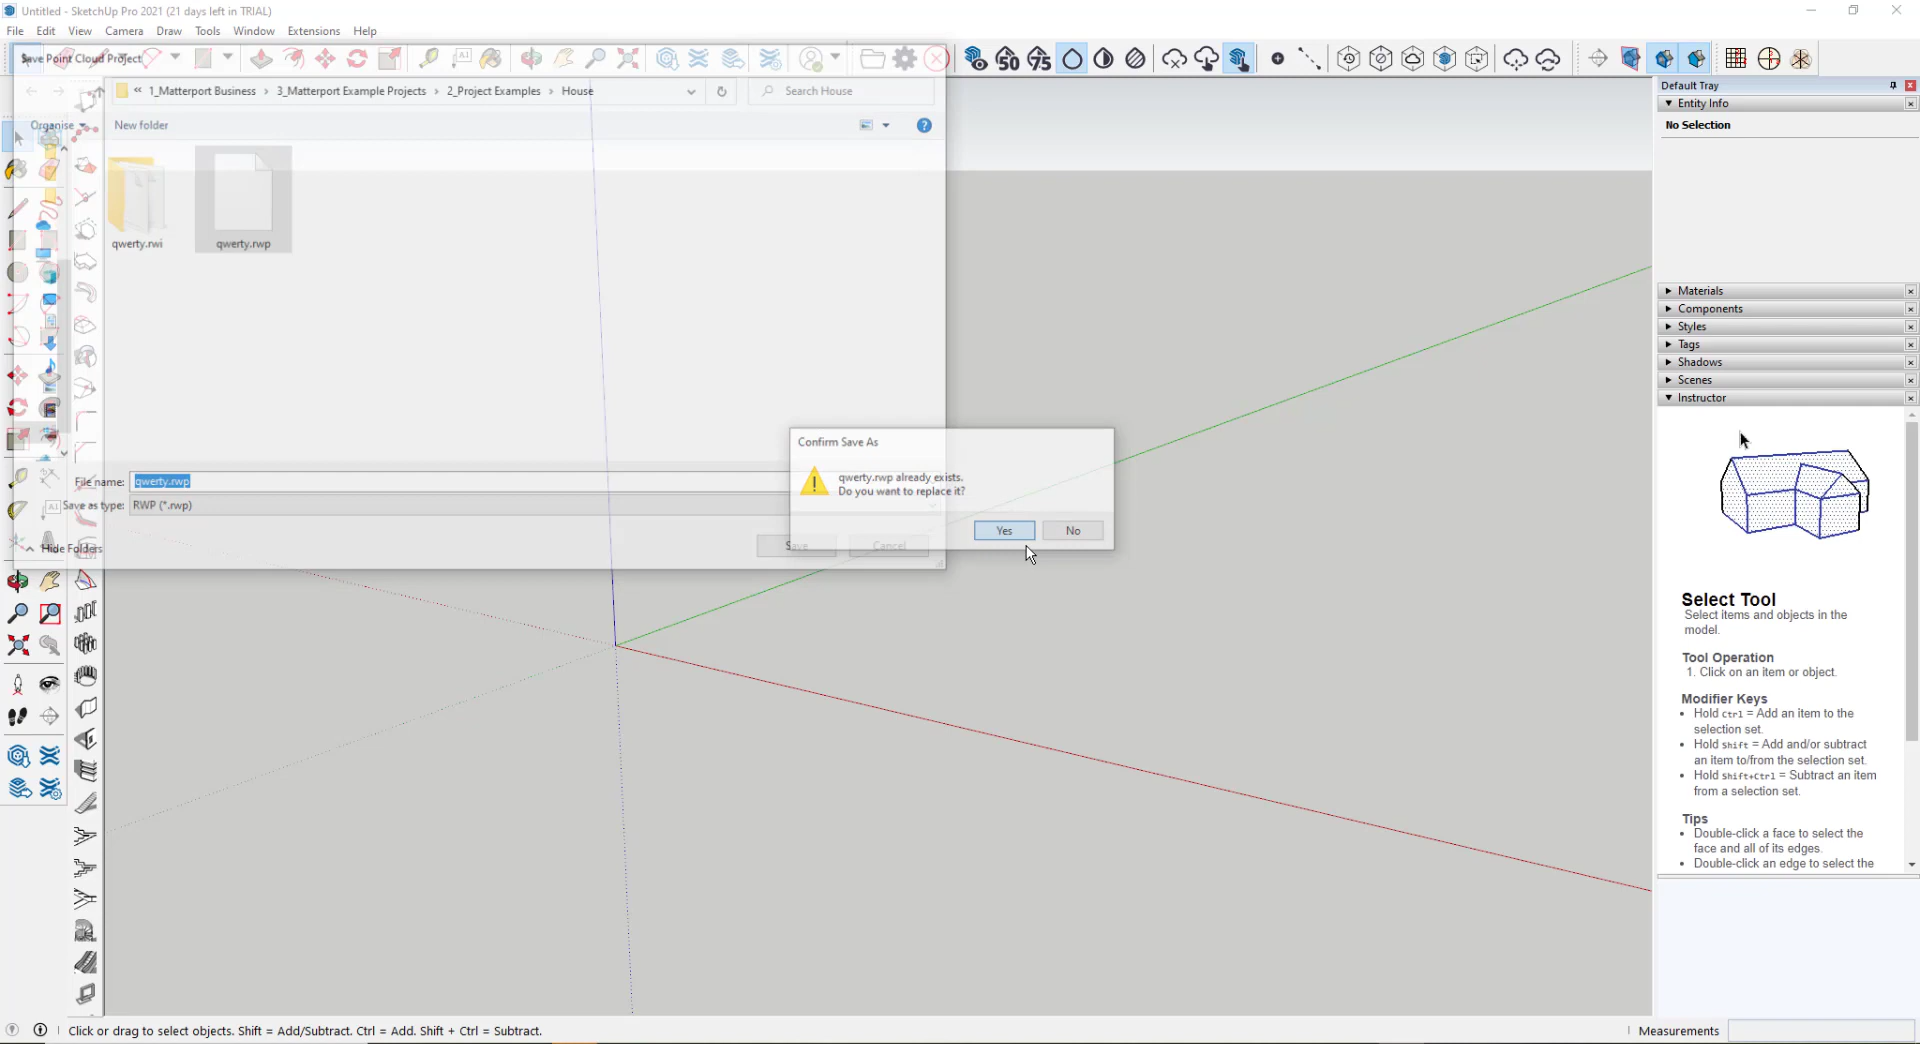 Untitled - SketchUp Pro 2021 (21 days left in TRIAL)
File Edit View Camera Draw Tools Window Extensions Help
Save Point Cloud Project
Default Tray
« 1_Matterport Business › 3_Matterport Example Projects › 2_Project Examples › House
Search House
Entity Info
Organise
New folder
No Selection
qwerty.rwi
qwerty.rwp
Materials
Components
Styles
Tags
Shadows
Scenes
Instructor
Confirm Save As
qwerty.rwp already exists.
Do you want to replace it?
Yes
No
File name: qwerty.rwp
Save as type: RWP (*.rwp)
Save
Cancel
Hide Folders
Select Tool
Select items and objects in the
model.
Tool Operation
1. Click on an item or object.
Modifier Keys
• Hold Ctrl = Add an item to the
selection set.
• Hold Shift = Add and/or subtract
an item to/from the selection set.
• Hold Shift+Ctrl = Subtract an item
from a selection set.
Tips
• Double-click a face to select the
face and all of its edges.
• Double-click an edge to select the
Click or drag to select objects. Shift = Add/Subtract. Ctrl = Add. Shift + Ctrl = Subtract.
Measurements